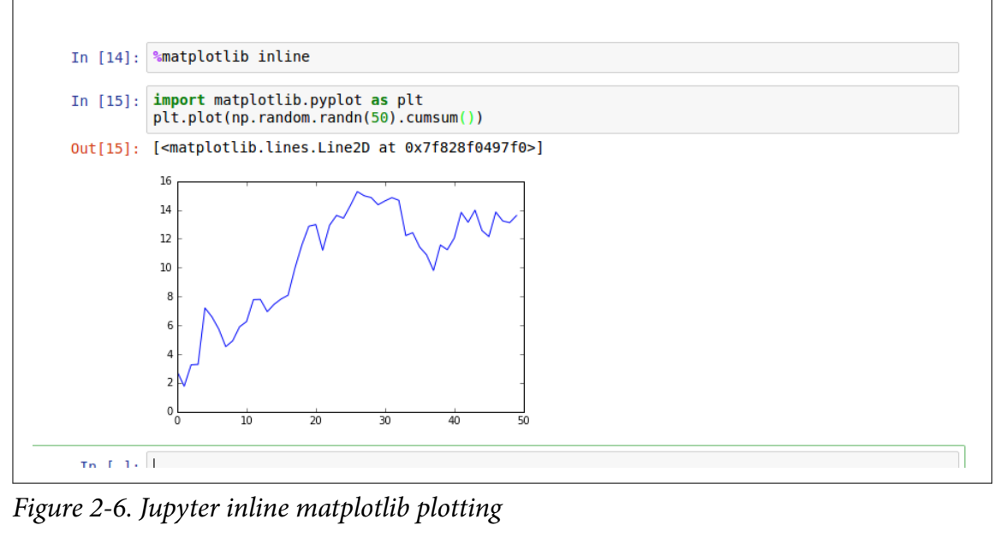 In [14]: %matplotlib inline
In [15]: import matplotlib.pyplot as plt
plt.plot(np.random.randn(50).cumsum())
Out[15]: [<matplotlib.lines.Line2D at 0x7f828f0497f0>]
16
14
12
10
8
6
4
2
0
0 10 20 30 40 50
In [ ]:
Figure 2-6. Jupyter inline matplotlib plotting